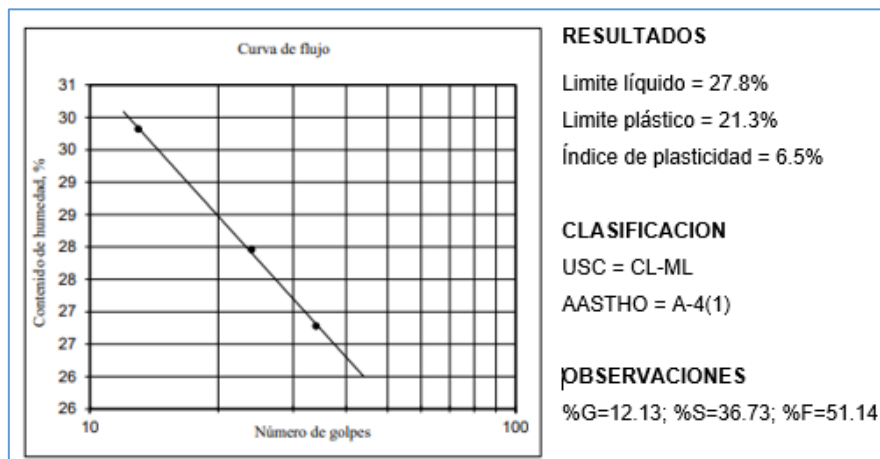 Curva de flujo
Contenido de humedad, %
31
30
30
29
29
28
28
27
27
26
26
10
100
Número de golpes
RESULTADOS
Limite líquido = 27.8%
Limite plástico = 21.3%
Índice de plasticidad = 6.5%
CLASIFICACION
USC = CL-ML
AASTHO = A-4(1)
OBSERVACIONES
%G=12.13; %S=36.73; %F=51.14